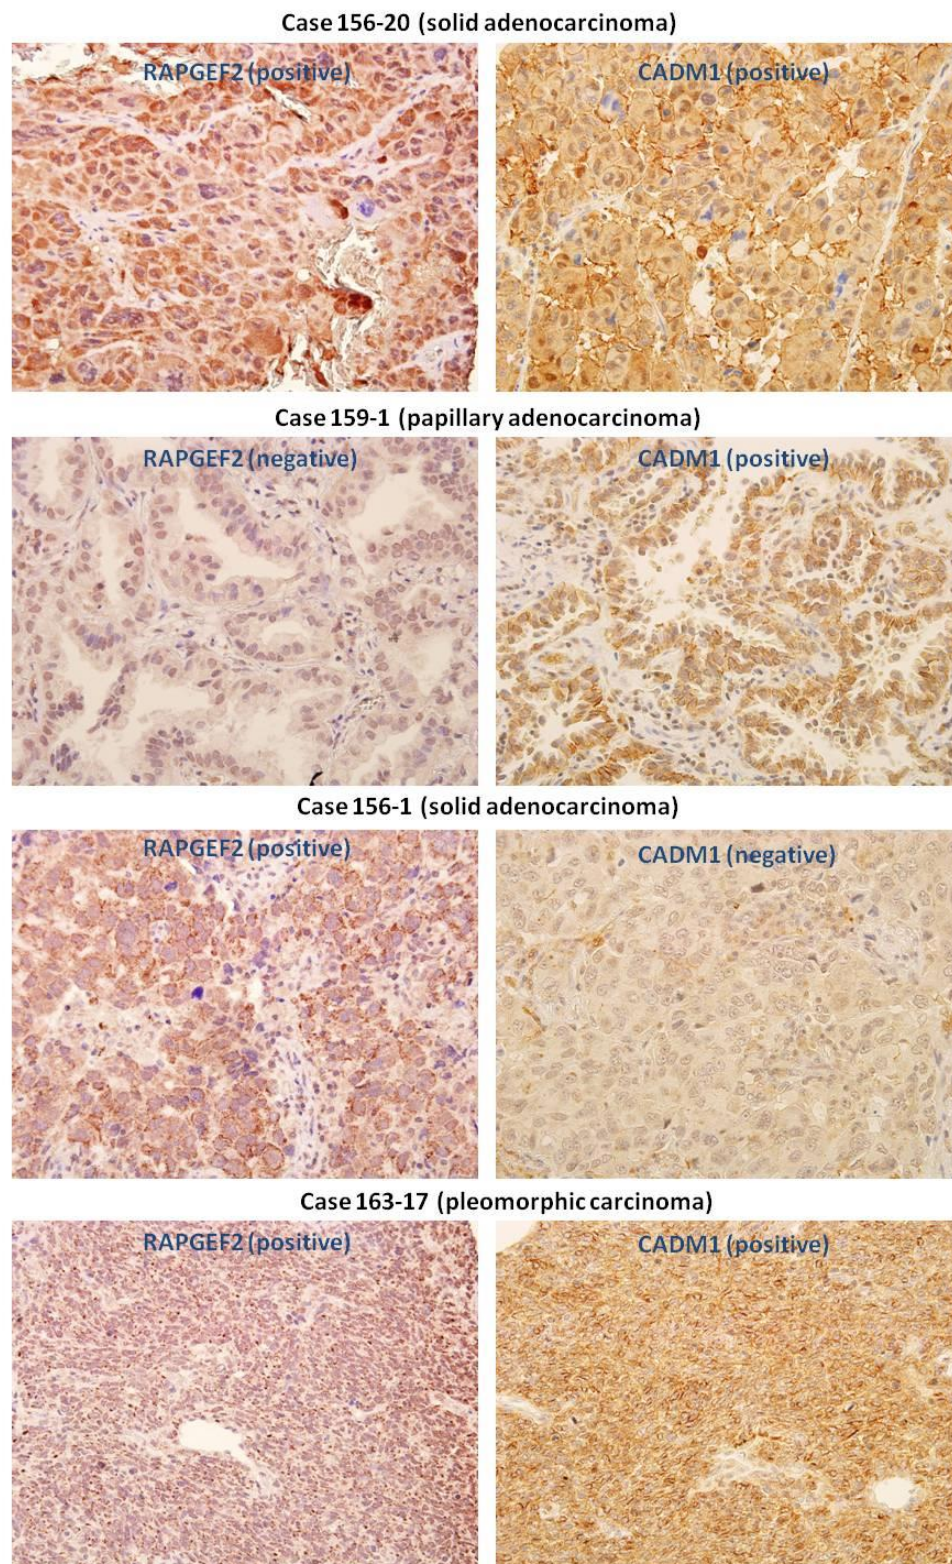 Case 156-20 (solid adenocarcinoma)
RAPGEF2 (positive)
CADM1 (positive)
Case 159-1 (papillary adenocarcinoma)
RAPGEF2 (negative)
CADM1 (positive)
Case 156-1 (solid adenocarcinoma)
RAPGEF2 (positive)
CADM1 (negative)
Case 163-17 (pleomorphic carcinoma)
RAPGEF2 (positive)
CADM1 (positive)